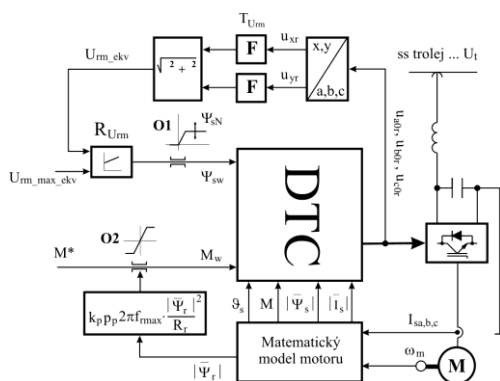 T_Urm
U_rm_ekv
√ 2 + 2
F
u_xr
x,y
a,b,c
F
u_yr
ss trolej ... U_t
u_a0r, u_b0r, u_c0r
R_Urm
O1
Ψ_sN
U_rm_max_ekv
Ψ_sw
DTC
O2
M*
M_w
k_p p_p 2πf_rmax · |Ψ̄_r|² / R_r
ϑ_s
M
|Ψ̄_s|
|ī_s|
I_sa,b,c
Matematický
model motoru
|Ψ̄_r|
ω_m
M